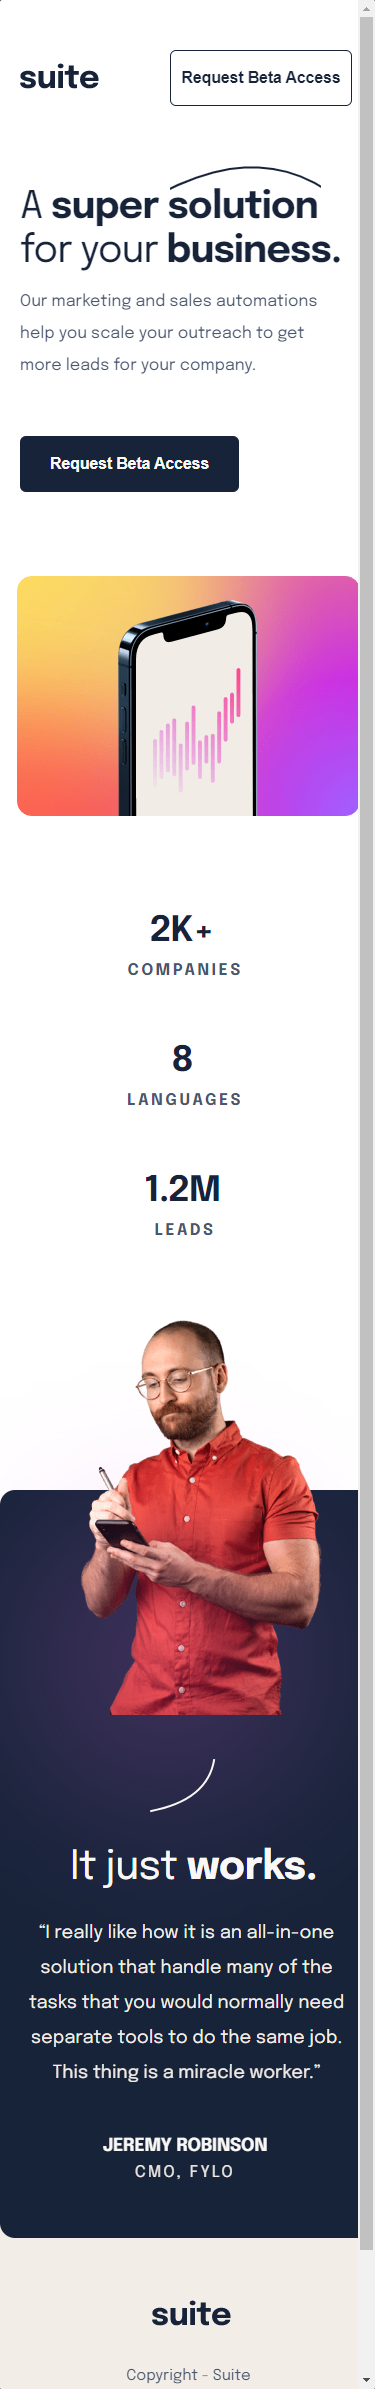 suite
Request Beta Access
A super solution
for your business.
Our marketing and sales automations
help you scale your outreach to get
more leads for your company.
Request Beta Access
2K+
COMPANIES
8
LANGUAGES
1.2M
LEADS
It just works.
“I really like how it is an all-in-one
solution that handle many of the
tasks that you would normally need
separate tools to do the same job.
This thing is a miracle worker.”
JEREMY ROBINSON
CMO, FYLO
suite
Copyright - Suite